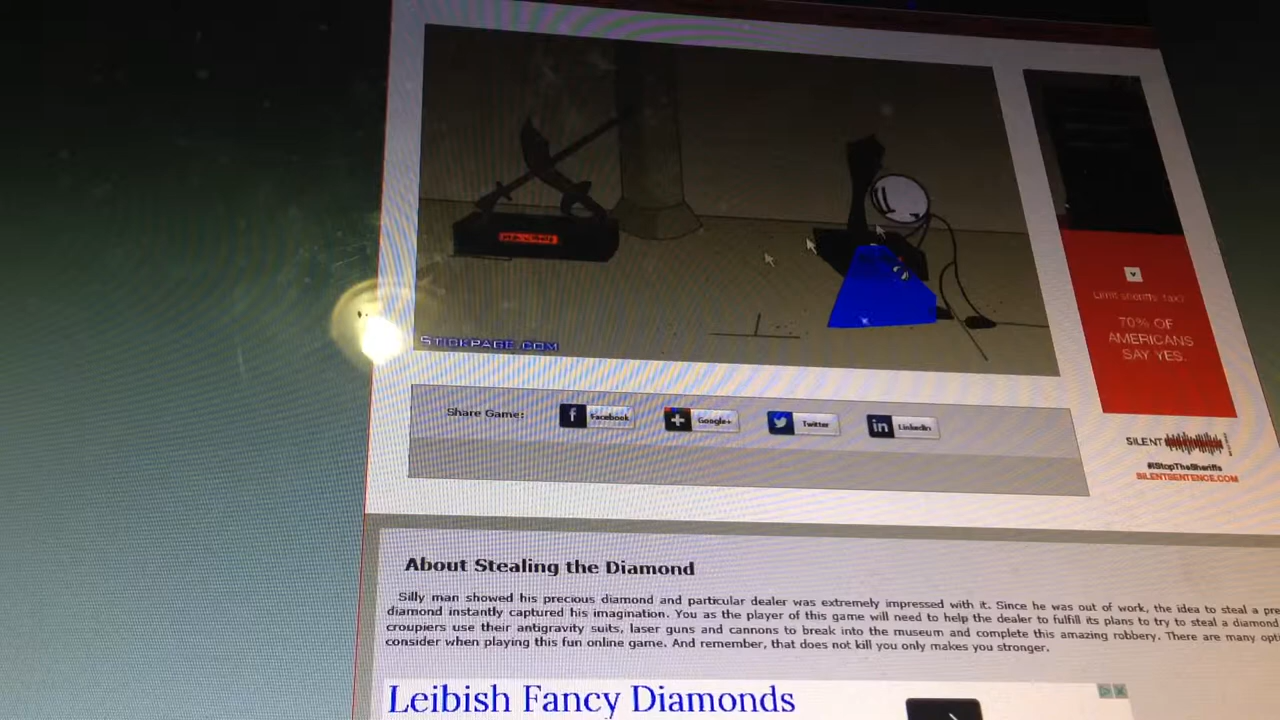 STICKPAGE.COM
Share Game:
Facebook
Google+
Twitter
LinkedIn
Limit sheriffs' tax?
70% OF
AMERICANS
SAY YES.
SILENT
#StopTheSheriffs
SILENTSENTENCE.COM
About Stealing the Diamond
Silly man showed his precious diamond and particular dealer was extremely impressed with it. Since he was out of work, the idea to steal a pre
diamond instantly captured his imagination. You as the player of this game will need to help the dealer to fulfill its plans to try to steal a diamond.
croupiers use their antigravity suits, laser guns and cannons to break into the museum and complete this amazing robbery. There are many opt
consider when playing this fun online game. And remember, that does not kill you only makes you stronger.
Leibish Fancy Diamonds